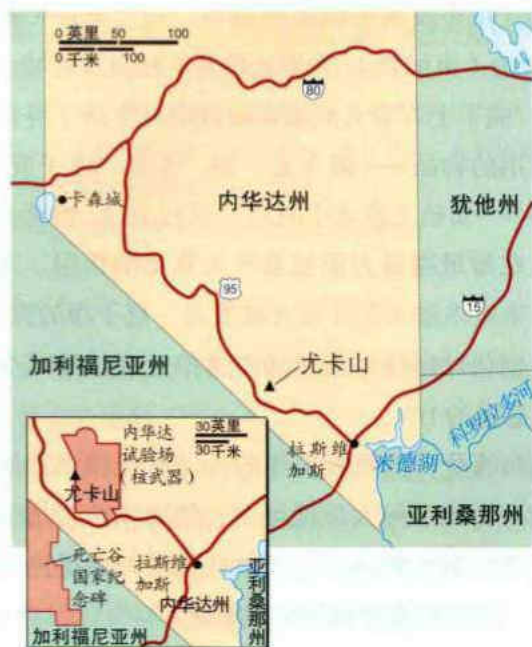 0 英里 50 100
0 千米 100
80
卡森城
内华达州
犹他州
95
15
加利福尼亚州
尤卡山
拉斯维
加斯
米德湖
科罗拉多河
亚利桑那州
30英里
30千米
内华达
试验场
(核武器)
尤卡山
死亡谷
国家纪
念碑
拉斯维
加斯
内华达州
亚利桑
那州
加利福尼亚州